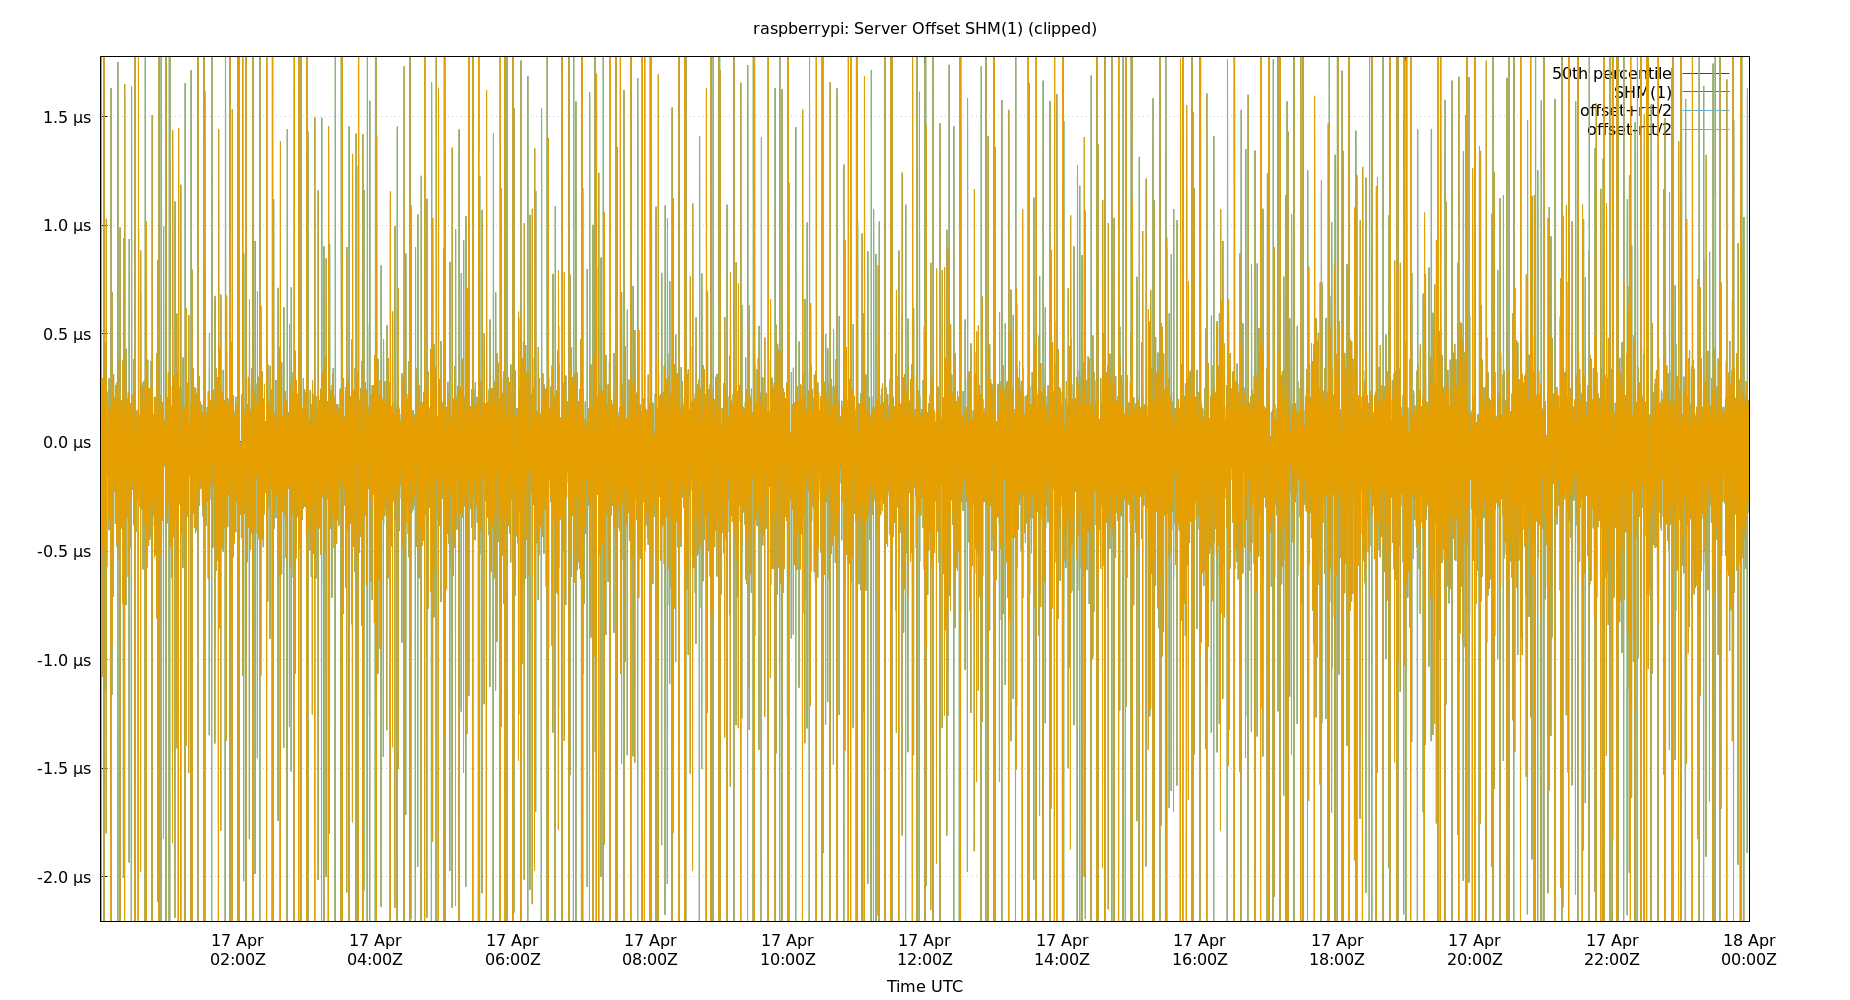 raspberrypi: Server Offset SHM(1) (clipped)
50th percentile
SHM(1)
offset+rtt/2
offset-rtt/2
1.5 µs
1.0 µs
0.5 µs
0.0 µs
-0.5 µs
-1.0 µs
-1.5 µs
-2.0 µs
17 Apr 17 Apr 17 Apr 17 Apr 17 Apr 17 Apr 17 Apr 17 Apr 17 Apr 17 Apr 17 Apr 18 Apr
02:00Z 04:00Z 06:00Z 08:00Z 10:00Z 12:00Z 14:00Z 16:00Z 18:00Z 20:00Z 22:00Z 00:00Z
Time UTC